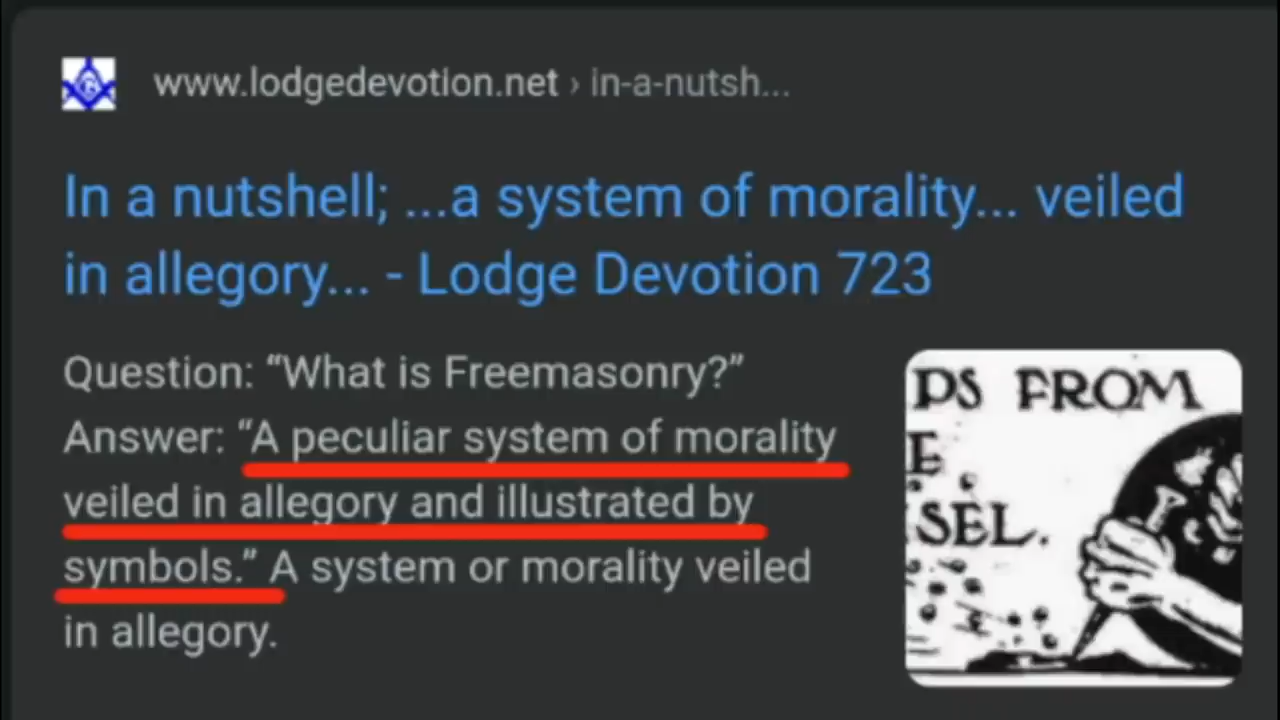 www.lodgedevotion.net › in-a-nutsh...
In a nutshell; ...a system of morality... veiled
in allegory... - Lodge Devotion 723
Question: “What is Freemasonry?”
Answer: “A peculiar system of morality
veiled in allegory and illustrated by
symbols.” A system or morality veiled
in allegory.
PS FROM
E
SEL.